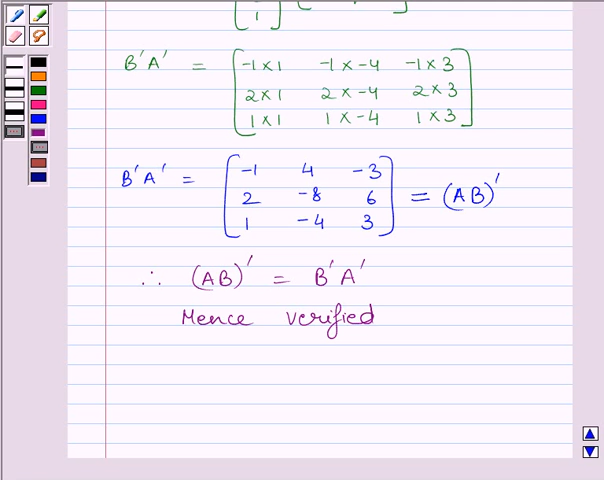 1
B'A' = [ -1×1 -1×-4 -1×3
2×1 2×-4 2×3
1×1 1×-4 1×3 ]
B'A' = [ -1 4 -3
2 -8 6
1 -4 3 ] = (AB)'
∴ (AB)' = B'A'
Hence verified